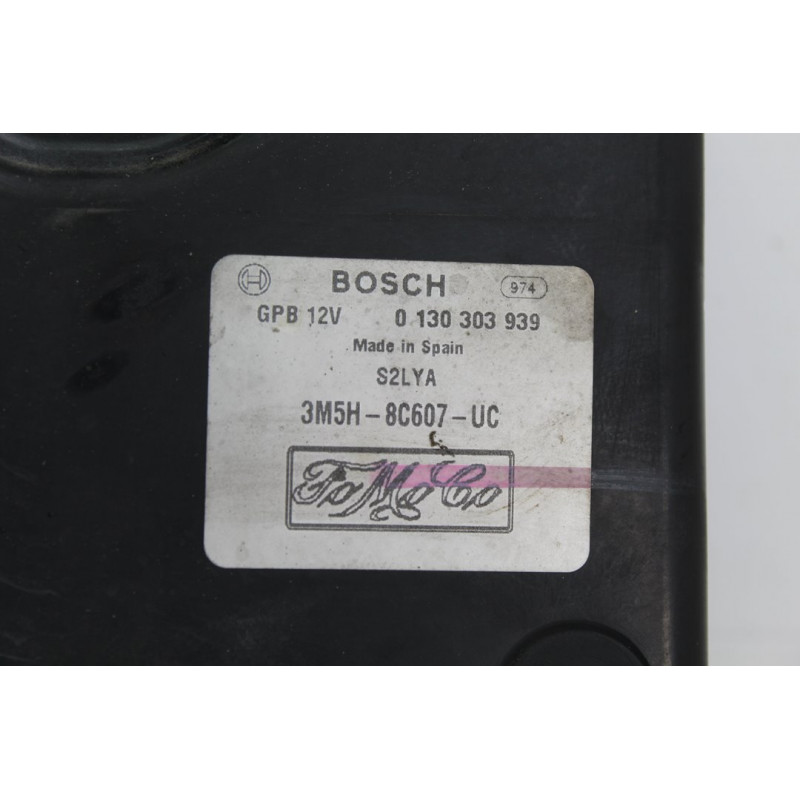 BOSCH 974
GPB 12V 0 130 303 939
Made in Spain
S2LYA
3M5H-8C607-UC
FoMoCo